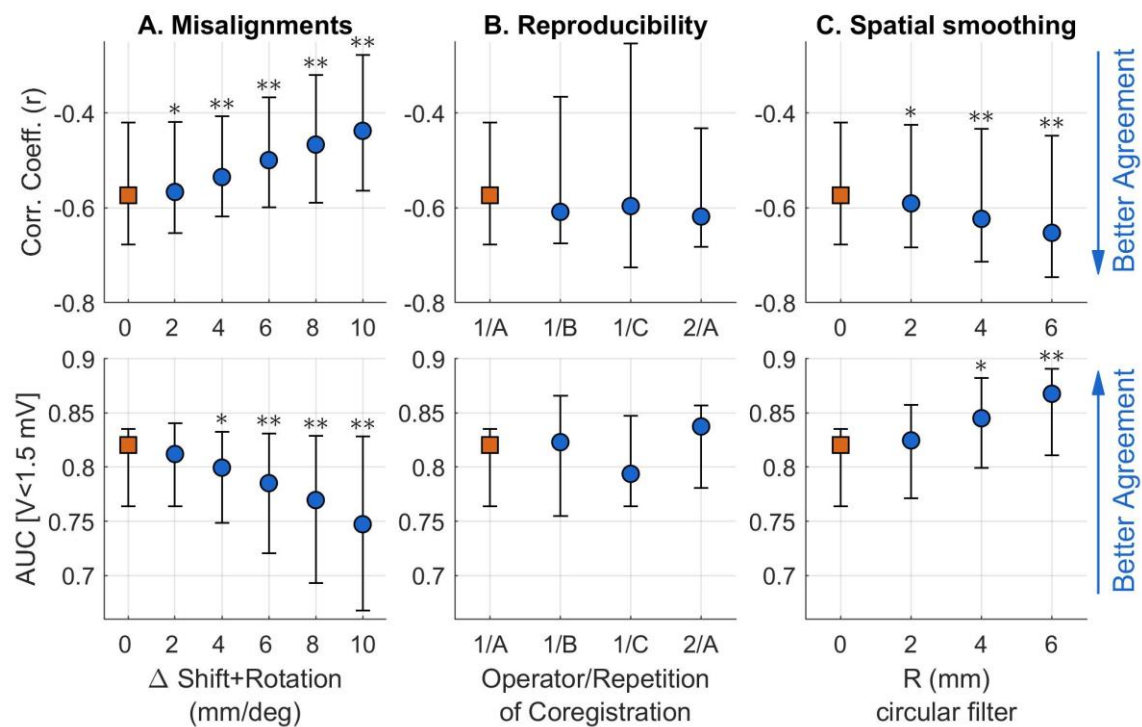 A. Misalignments
B. Reproducibility
C. Spatial smoothing
Corr. Coeff. (r)
-0.4
-0.6
-0.8
* ** ** ** **
0 2 4 6 8 10
-0.4
-0.6
-0.8
1/A 1/B 1/C 2/A
-0.4
-0.6
-0.8
* ** **
0 2 4 6
Better Agreement
AUC [V<1.5 mV]
0.9
0.85
0.8
0.75
0.7
* ** ** **
0 2 4 6 8 10
Δ Shift+Rotation
(mm/deg)
0.9
0.85
0.8
0.75
0.7
1/A 1/B 1/C 2/A
Operator/Repetition
of Coregistration
0.9
0.85
0.8
0.75
0.7
* **
0 2 4 6
R (mm)
circular filter
Better Agreement